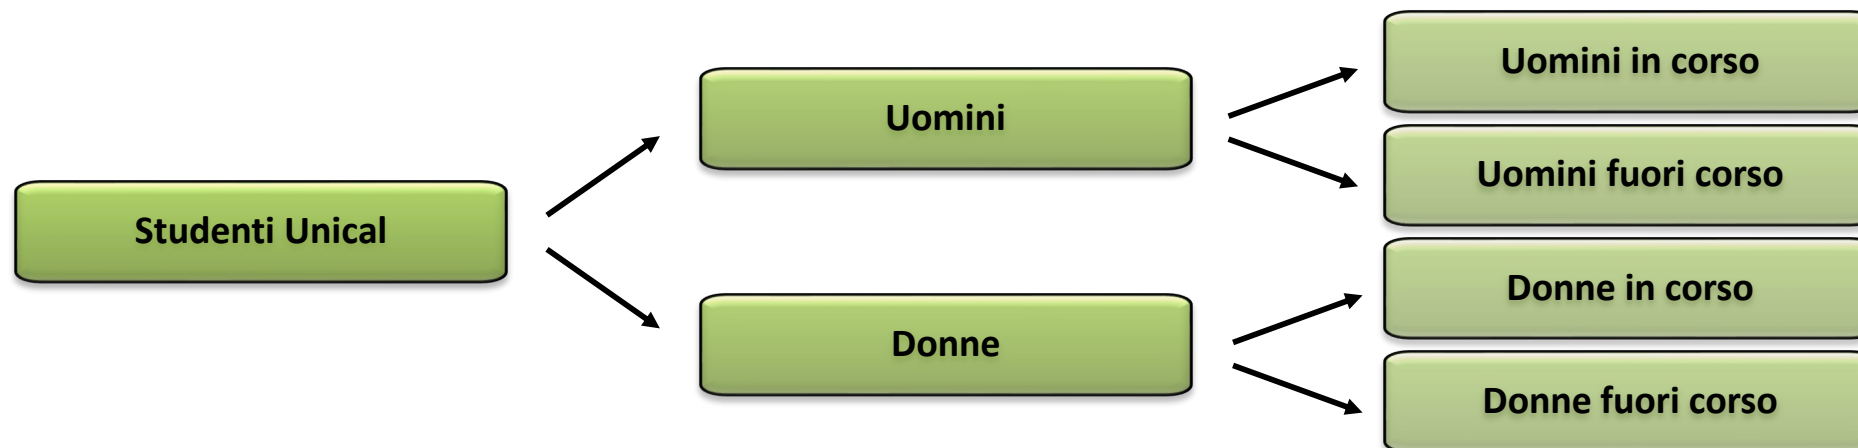 Studenti Unical
Uomini
Donne
Uomini in corso
Uomini fuori corso
Donne in corso
Donne fuori corso